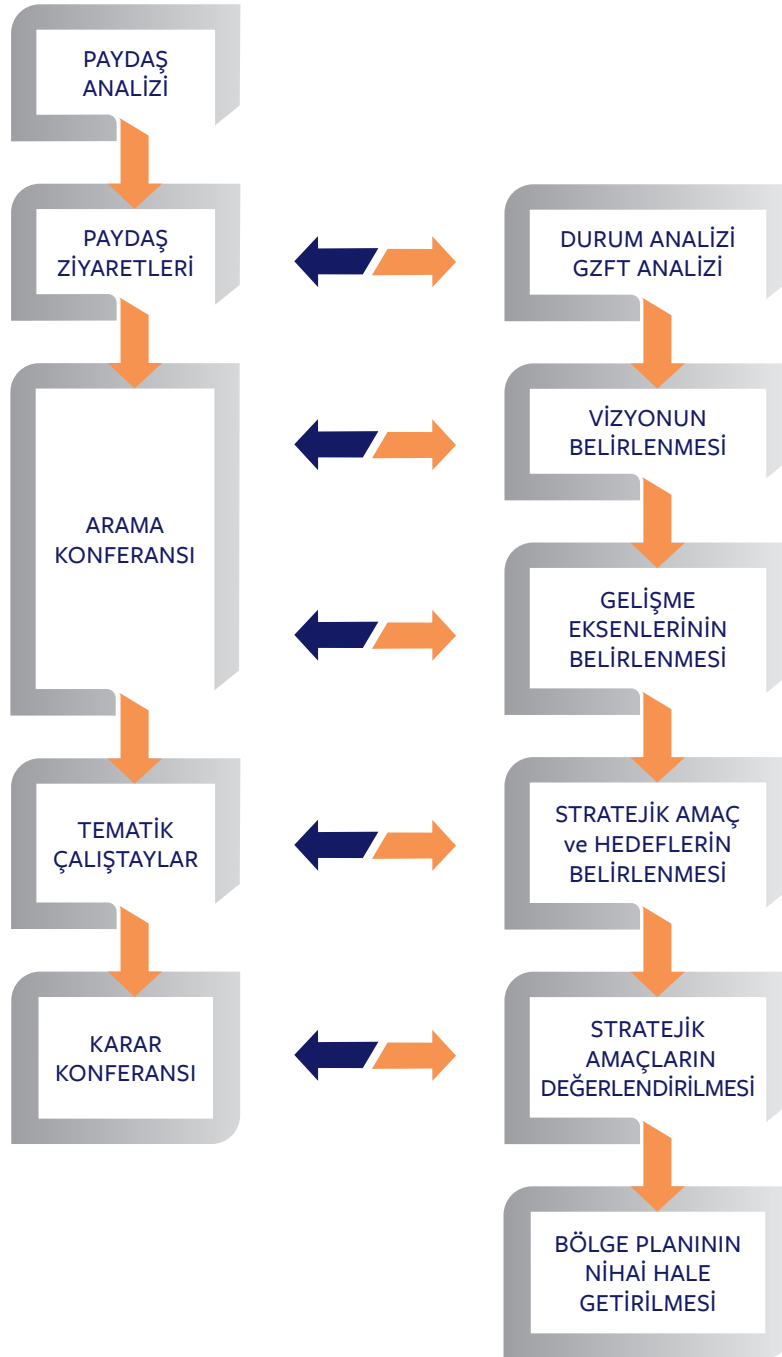 PAYDAŞ
ANALİZİ
PAYDAŞ
ZİYARETLERİ
ARAMA
KONFERANSI
TEMATİK
ÇALIŞTAYLAR
KARAR
KONFERANSI
DURUM ANALİZİ
GZFT ANALİZİ
VİZYONUN
BELİRLENMESİ
GELİŞME
EKSENLERİNİN
BELİRLENMESİ
STRATEJİK AMAÇ
ve HEDEFLERİN
BELİRLENMESİ
STRATEJİK
AMAÇLARIN
DEĞERLENDİRİLMESİ
BÖLGE PLANININ
NİHAİ HALE
GETİRİLMESİ